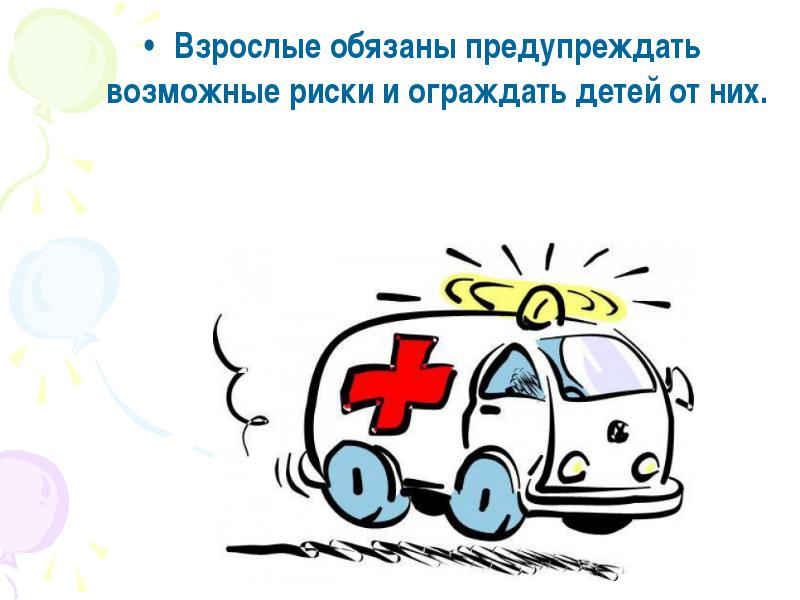 • Взрослые обязаны предупреждать
возможные риски и ограждать детей от них.